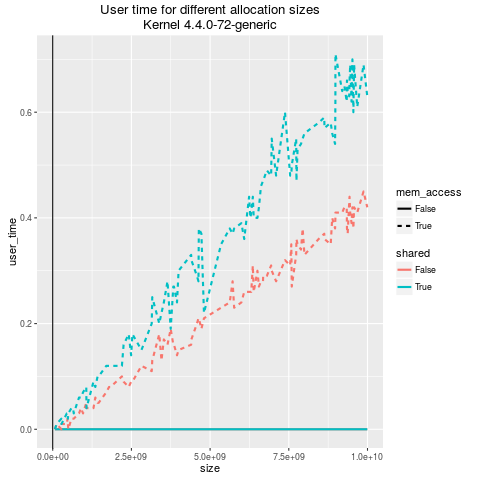 User time for different allocation sizes
Kernel 4.4.0-72-generic
user_time
0.6
0.4
0.2
0.0
0.0e+00 2.5e+09 5.0e+09 7.5e+09 1.0e+10
size
mem_access
False
True
shared
False
True